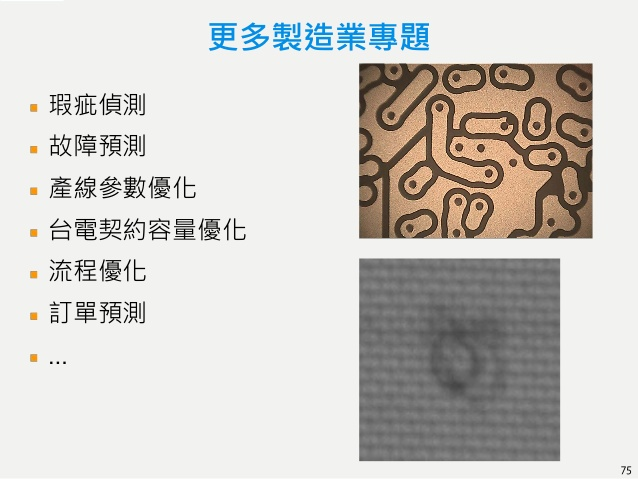 更多製造業專題
瑕疵偵測
故障預測
產線參數優化
台電契約容量優化
流程優化
訂單預測
...
75